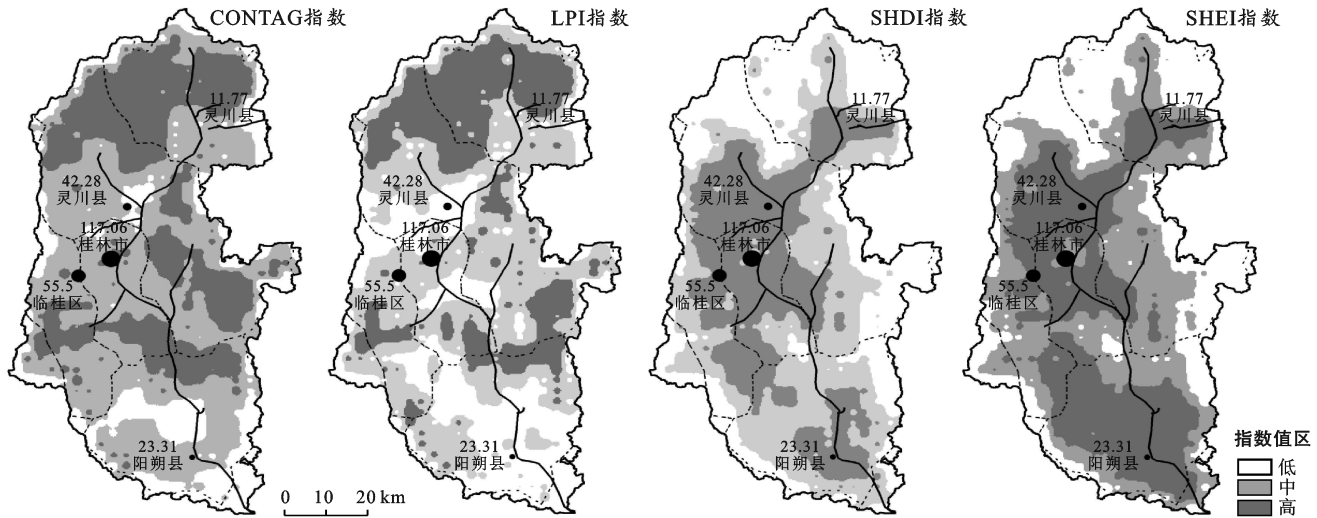 CONTAG指数
11.77
灵川县
42.28
灵川县
117.06
桂林市
55.5
临桂区
23.31
阳朔县
0 10 20 km
LPI指数
11.77
灵川县
42.28
灵川县
117.06
桂林市
55.5
临桂区
23.31
阳朔县
SHDI指数
11.77
灵川县
42.28
灵川县
117.06
桂林市
55.5
临桂区
23.31
阳朔县
SHEI指数
11.77
灵川县
42.28
灵川县
117.06
桂林市
55.5
临桂区
23.31
阳朔县
指数值区
低
中
高